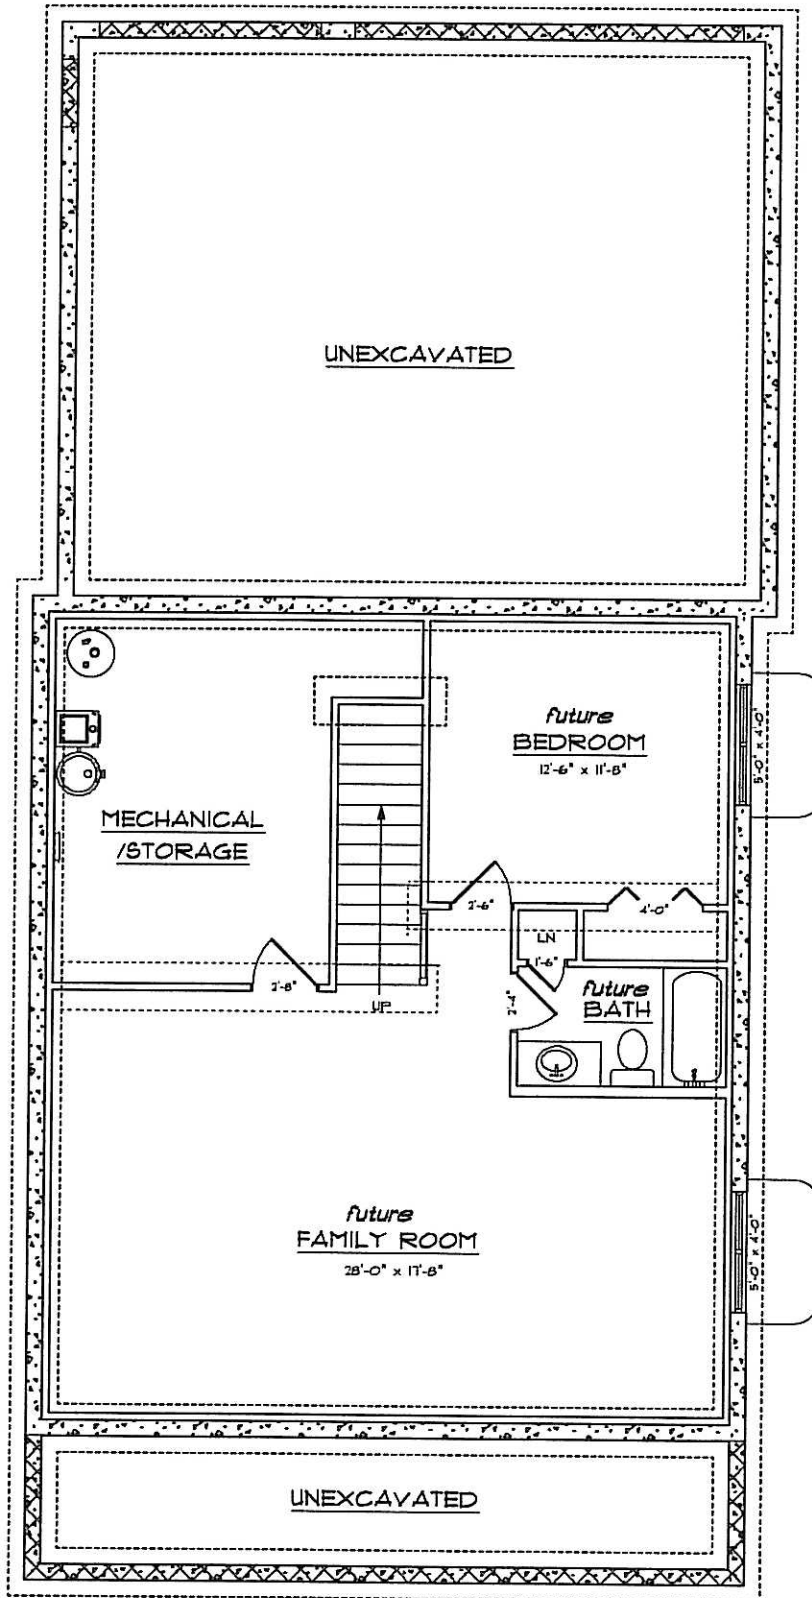 UNEXCAVATED
future
BEDROOM
12'-6" x 11'-8"
5'-0" x 4'-0"
MECHANICAL
/STORAGE
2'-6"
4'-0"
LN
1'-6"
2'-8"
UP
2'-4"
future
BATH
future
FAMILY ROOM
28'-0" x 17'-8"
5'-0" x 4'-0"
UNEXCAVATED